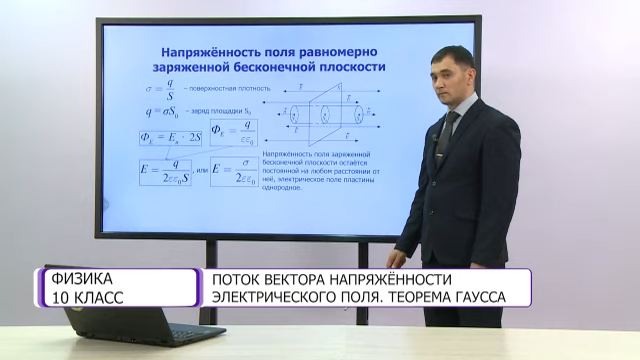 Напряжённость поля равномерно
заряженной бесконечной плоскости
σ = q/S – поверхностная плотность
q = σS₀ – заряд площадки S₀
Φ_E = E_n · 2S
Φ_E = q/εε₀
E = q/2εε₀S , или E = σ/2εε₀
Напряжённость поля заряженной
бесконечной плоскости остаётся
постоянной на любом расстоянии от
неё, электрическое поле пластины
однородное.
ФИЗИКА
10 КЛАСС
ПОТОК ВЕКТОРА НАПРЯЖЁННОСТИ
ЭЛЕКТРИЧЕСКОГО ПОЛЯ. ТЕОРЕМА ГАУССА